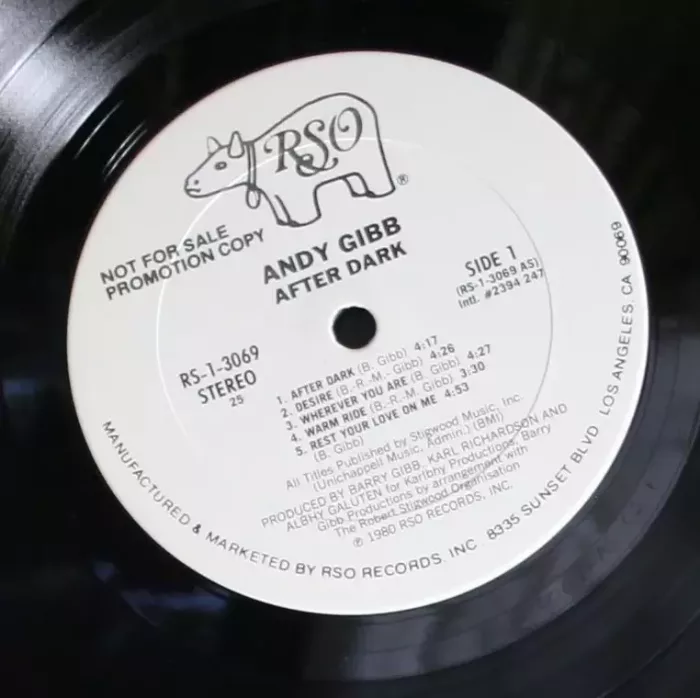 RSO
®
NOT FOR SALE
PROMOTION COPY
ANDY GIBB
AFTER DARK
SIDE 1
(RS-1-3069 AS)
Intl. #2394 247
RS-1-3069
STEREO
25
1. AFTER DARK (B. Gibb) 4:17
2. DESIRE (B.-R.-M.- Gibb) 4:26
3. WHEREVER YOU ARE (B. Gibb) 4:27
4. WARM RIDE (B.-R.-M. Gibb) 3:30
5. REST YOUR LOVE ON ME 4:53
(B. Gibb)
All Titles Published by Stigwood Music, Inc.
(Unichappell Music, Admin.) (BMI)
PRODUCED BY BARRY GIBB, KARL RICHARDSON AND
ALBHY GALUTEN for Karlbhy Productions, Barry
Gibb Productions by arrangement with
The Robert Stigwood Organisation
℗ 1980 RSO RECORDS, INC.
MANUFACTURED & MARKETED BY RSO RECORDS, INC. 8335 SUNSET BLVD. LOS ANGELES, CA 90069